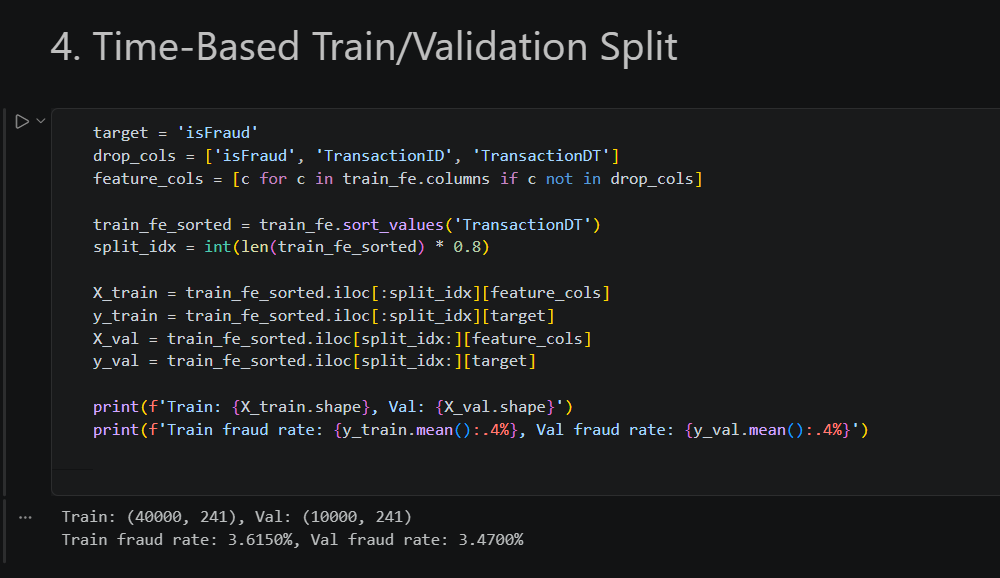 4. Time-Based Train/Validation Split
target = 'isFraud'
drop_cols = ['isFraud', 'TransactionID', 'TransactionDT']
feature_cols = [c for c in train_fe.columns if c not in drop_cols]
train_fe_sorted = train_fe.sort_values('TransactionDT')
split_idx = int(len(train_fe_sorted) * 0.8)
X_train = train_fe_sorted.iloc[:split_idx][feature_cols]
y_train = train_fe_sorted.iloc[:split_idx][target]
X_val = train_fe_sorted.iloc[split_idx:][feature_cols]
y_val = train_fe_sorted.iloc[split_idx:][target]
print(f'Train: {X_train.shape}, Val: {X_val.shape}')
print(f'Train fraud rate: {y_train.mean():.4%}, Val fraud rate: {y_val.mean():.4%}')
Train: (40000, 241), Val: (10000, 241)
Train fraud rate: 3.6150%, Val fraud rate: 3.4700%